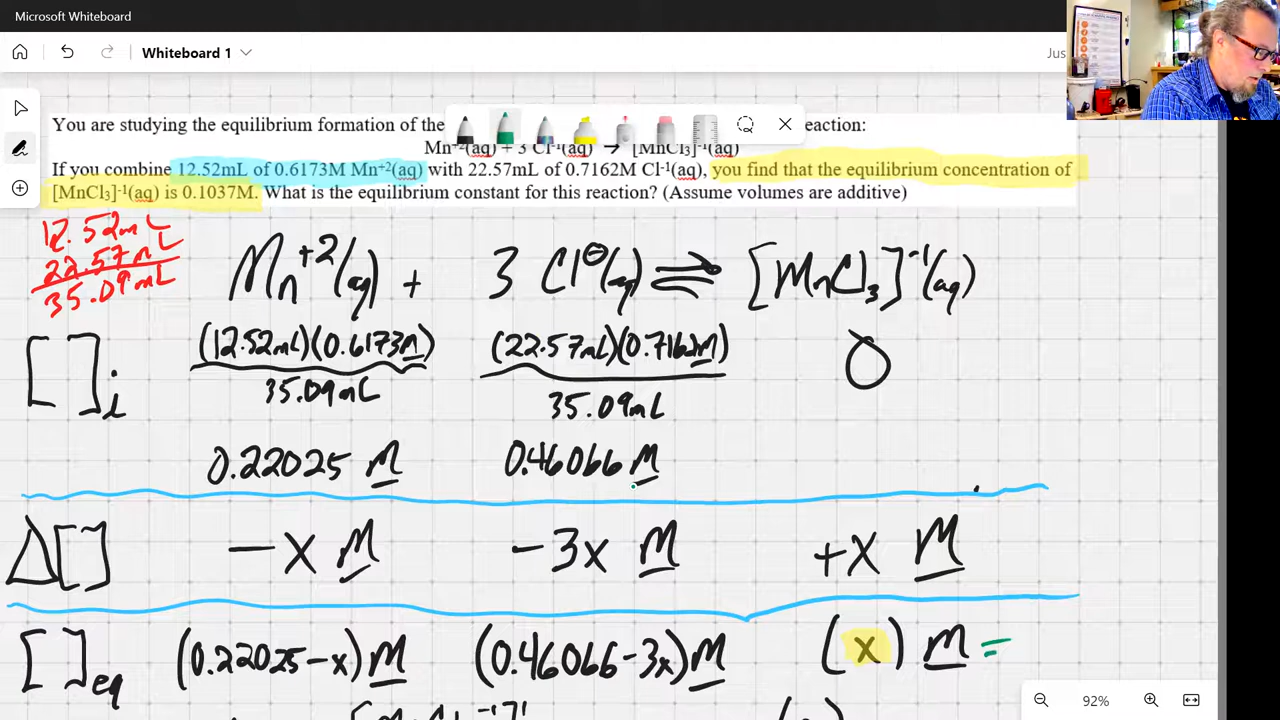 Microsoft Whiteboard
Whiteboard 1
Jus
You are studying the equilibrium formation of the
eaction:
Mn⁺²(aq) + 3 Cl⁻¹(aq) → [MnCl₃]⁻¹(aq)
If you combine 12.52mL of 0.6173M Mn⁺²(aq) with 22.57mL of 0.7162M Cl⁻¹(aq), you find that the equilibrium concentration of
[MnCl₃]⁻¹(aq) is 0.1037M. What is the equilibrium constant for this reaction? (Assume volumes are additive)
12.52mL
22.57mL
35.09mL
Mn⁺²(aq) + 3 Cl⊖(aq) ⇌ [MnCl₃]⁻¹(aq)
[ ]i
(12.52mL)(0.6173M) (22.57mL)(0.7162M) 0
35.09mL 35.09mL
0.22025 M 0.46066 M
Δ[ ] -x M -3x M +x M
[ ]eq (0.22025-x)M (0.46066-3x)M (x) M =
92%